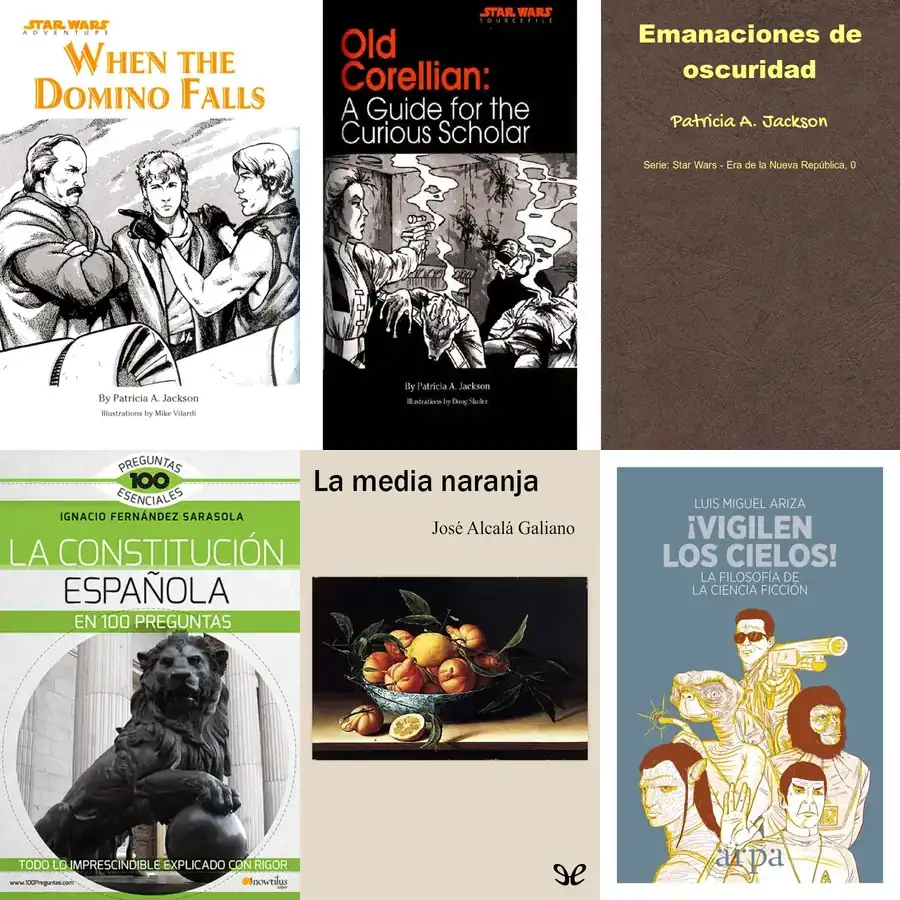 STAR WARS
ADVENTURE
WHEN THE
DOMINO FALLS
By Patricia A. Jackson
Illustrations by Mike Vilardi
STAR WARS
SOURCEFILE
Old
Corellian:
A Guide for the
Curious Scholar
By Patricia A. Jackson
Illustrations by Doug Shuler
Emanaciones de
oscuridad
Patricia A. Jackson
Serie: Star Wars - Era de la Nueva República, 0
PREGUNTAS
100
ESENCIALES
IGNACIO FERNÁNDEZ SARASOLA
LA CONSTITUCIÓN
ESPAÑOLA
EN 100 PREGUNTAS
TODO LO IMPRESCINDIBLE EXPLICADO CON RIGOR
www.100Preguntas.com
nowtilus
La media naranja
José Alcalá Galiano
LUIS MIGUEL ARIZA
¡VIGILEN
LOS CIELOS!
LA FILOSOFÍA DE
LA CIENCIA FICCIÓN
arpa